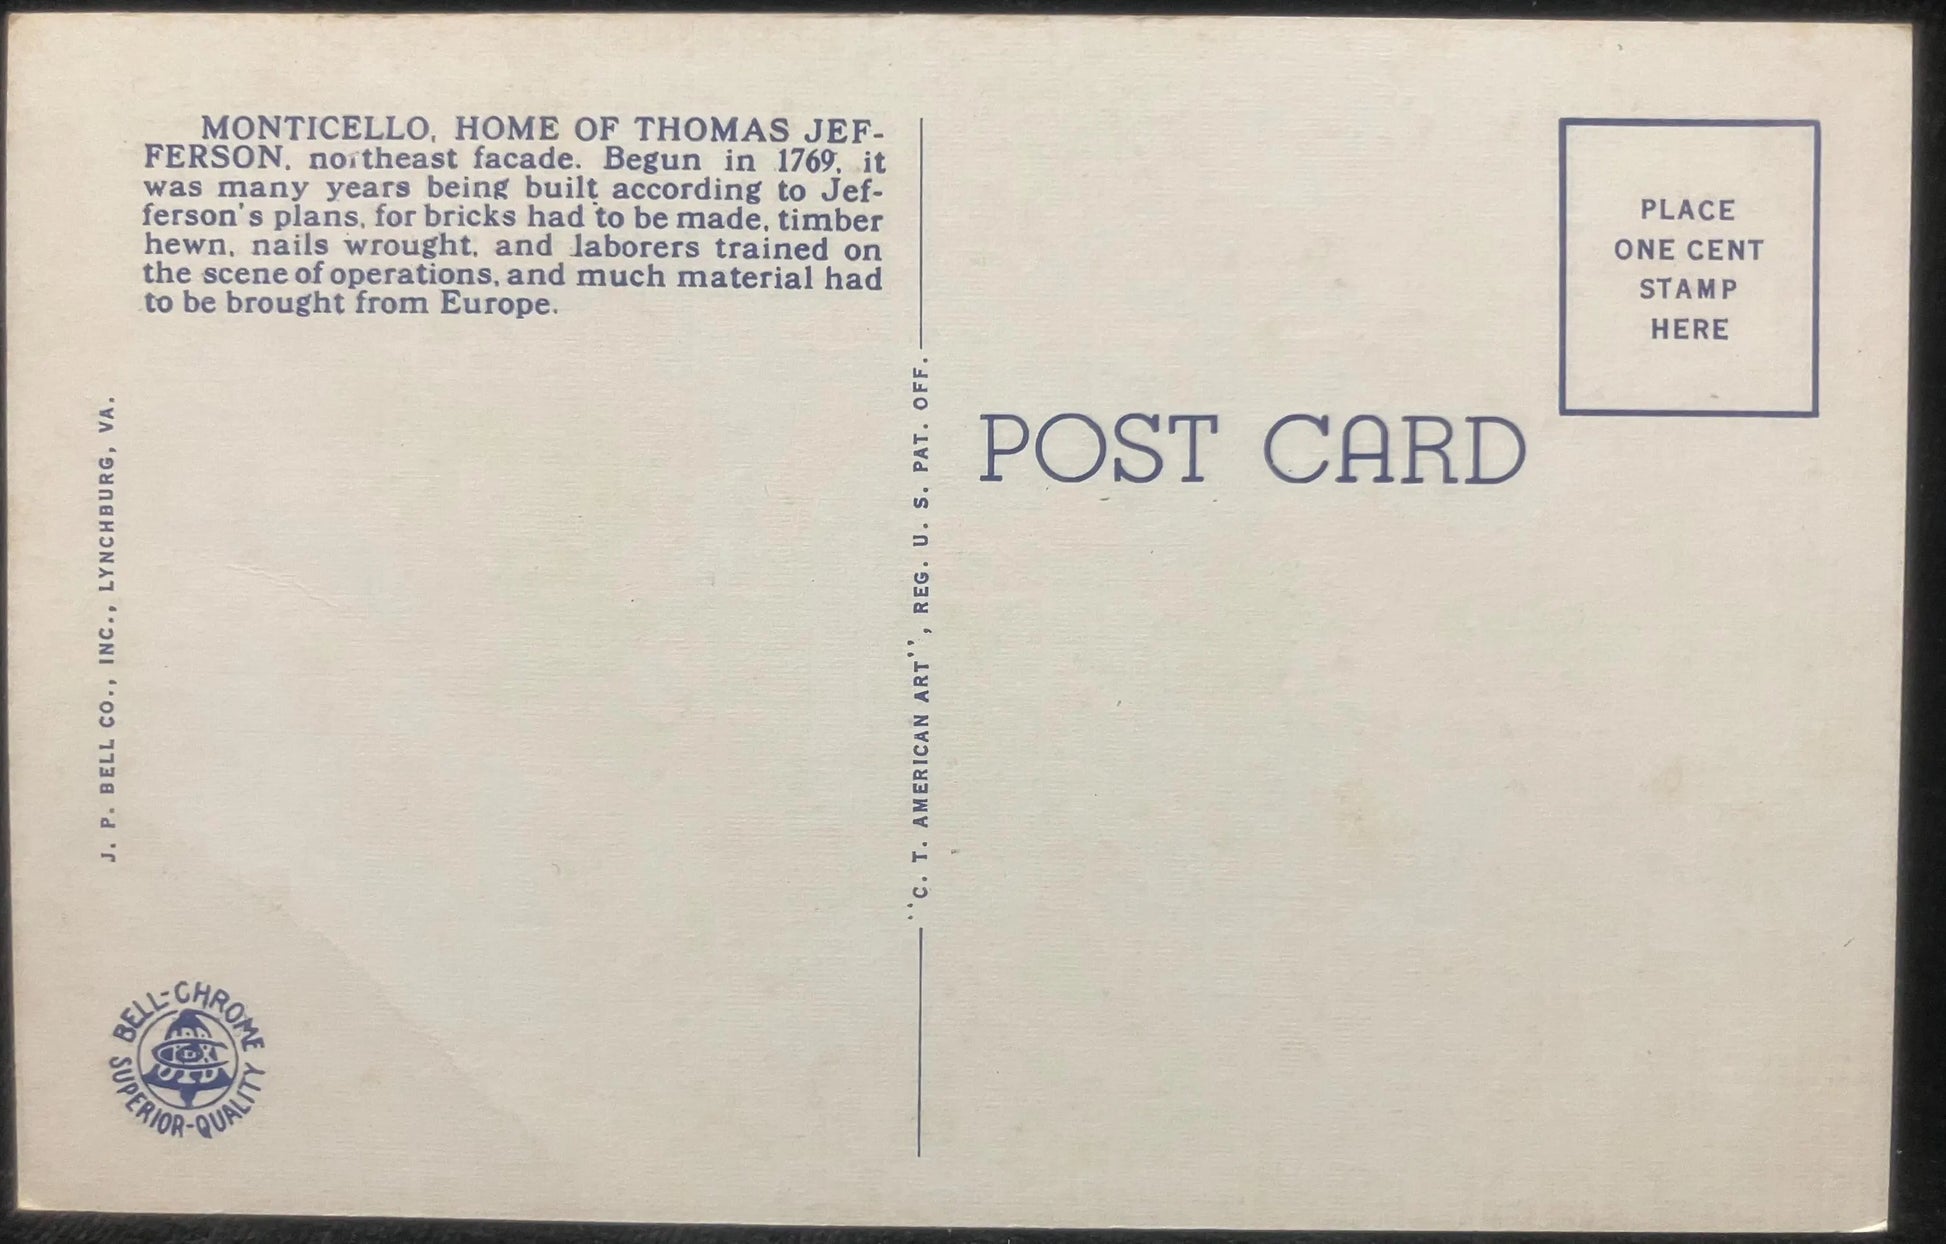 MONTICELLO, HOME OF THOMAS JEF-
FERSON, northeast facade. Begun in 1769, it
was many years being built according to Jef-
ferson's plans, for bricks had to be made, timber
hewn, nails wrought, and laborers trained on
the scene of operations, and much material had
to be brought from Europe.
J. P. BELL CO., INC., LYNCHBURG, VA.
BELL-CHROME
SUPERIOR-QUALITY
"C. T. AMERICAN ART", REG. U. S. PAT. OFF.
POST CARD
PLACE
ONE CENT
STAMP
HERE